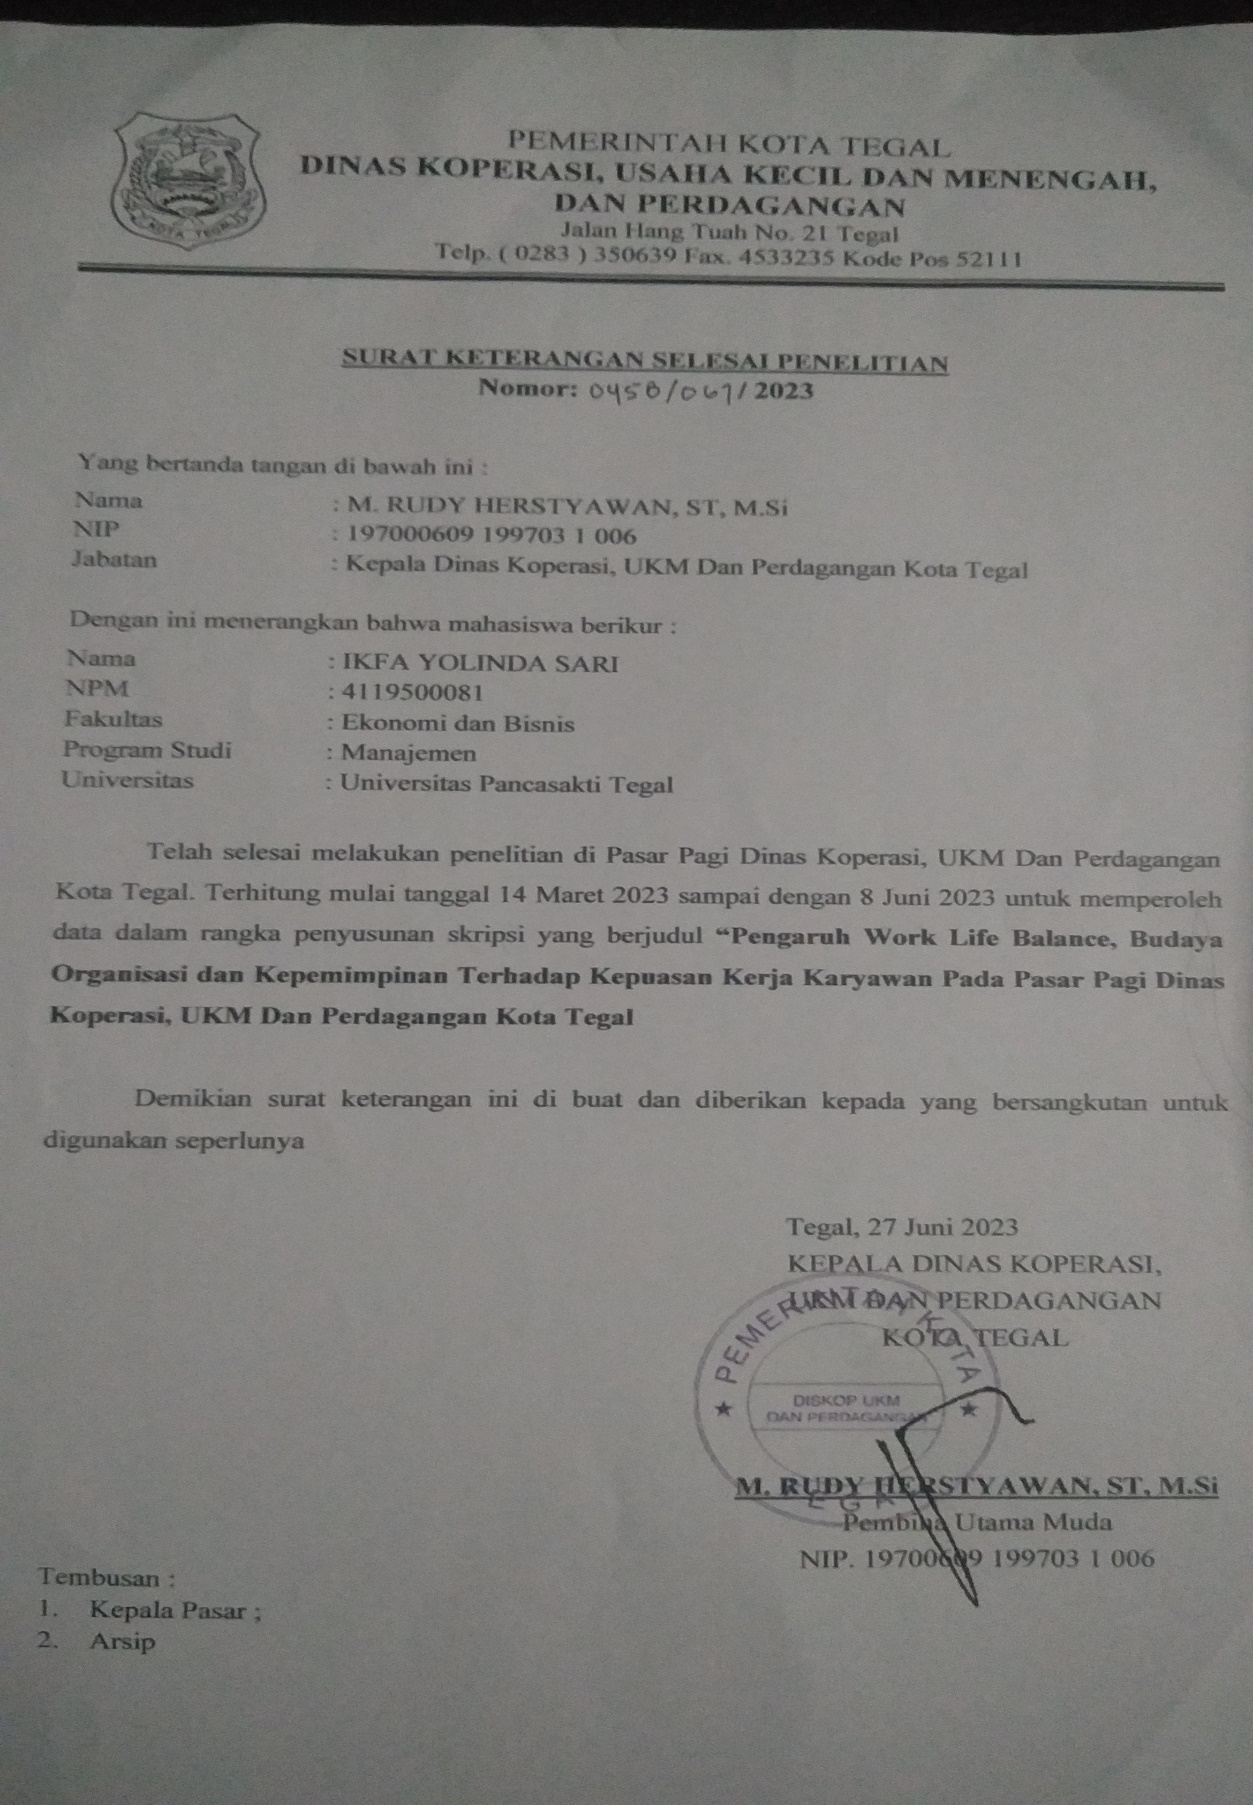 PEMERINTAH KOTA TEGAL
DINAS KOPERASI, USAHA KECIL DAN MENENGAH,
DAN PERDAGANGAN
Jalan Hang Tuah No. 21 Tegal
Telp. ( 0283 ) 350639 Fax. 4533235 Kode Pos 52111
KOTA TEGAL
SURAT KETERANGAN SELESAI PENELITIAN
Nomor: 0458/067/ 2023
Yang bertanda tangan di bawah ini :
Nama : M. RUDY HERSTYAWAN, ST, M.Si
NIP : 197000609 199703 1 006
Jabatan : Kepala Dinas Koperasi, UKM Dan Perdagangan Kota Tegal
Dengan ini menerangkan bahwa mahasiswa berikur :
Nama : IKFA YOLINDA SARI
NPM : 4119500081
Fakultas : Ekonomi dan Bisnis
Program Studi : Manajemen
Universitas : Universitas Pancasakti Tegal
Telah selesai melakukan penelitian di Pasar Pagi Dinas Koperasi, UKM Dan Perdagangan
Kota Tegal. Terhitung mulai tanggal 14 Maret 2023 sampai dengan 8 Juni 2023 untuk memperoleh
data dalam rangka penyusunan skripsi yang berjudul “Pengaruh Work Life Balance, Budaya
Organisasi dan Kepemimpinan Terhadap Kepuasan Kerja Karyawan Pada Pasar Pagi Dinas
Koperasi, UKM Dan Perdagangan Kota Tegal
Demikian surat keterangan ini di buat dan diberikan kepada yang bersangkutan untuk
digunakan seperlunya
Tegal, 27 Juni 2023
KEPALA DINAS KOPERASI,
UKM DAN PERDAGANGAN
KOTA TEGAL
PEMERINTAH KOTA
DISKOP UKM
DAN PERDAGANGAN
M. RUDY HERSTYAWAN, ST, M.Si
Pembina Utama Muda
NIP. 19700609 199703 1 006
Tembusan :
1. Kepala Pasar ;
2. Arsip